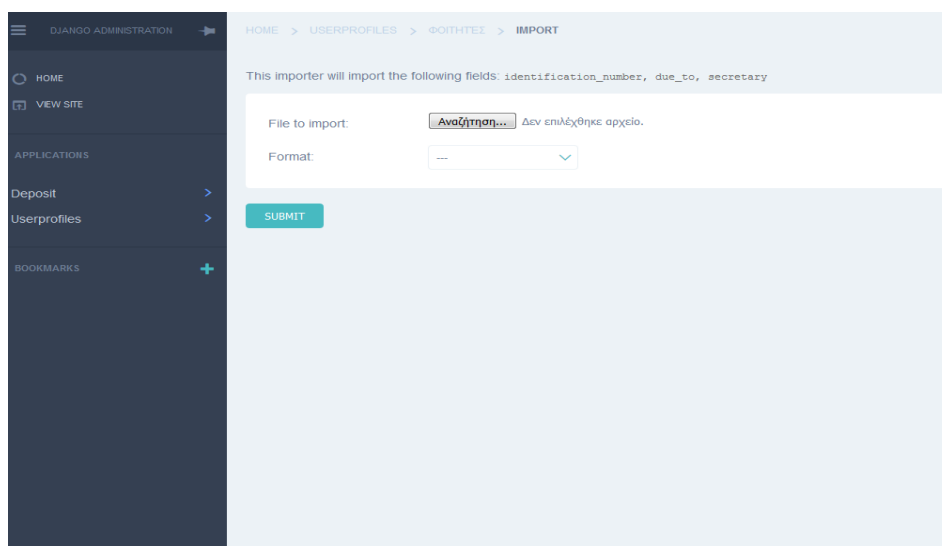 DJANGO ADMINISTRATION
HOME
VIEW SITE
APPLICATIONS
Deposit >
Userprofiles >
BOOKMARKS +
HOME > USERPROFILES > ΦΟΙΤΗΤΈΣ > IMPORT
This importer will import the following fields: identification_number, due_to, secretary
File to import: Αναζήτηση... Δεν επιλέχθηκε αρχείο.
Format: ---
SUBMIT